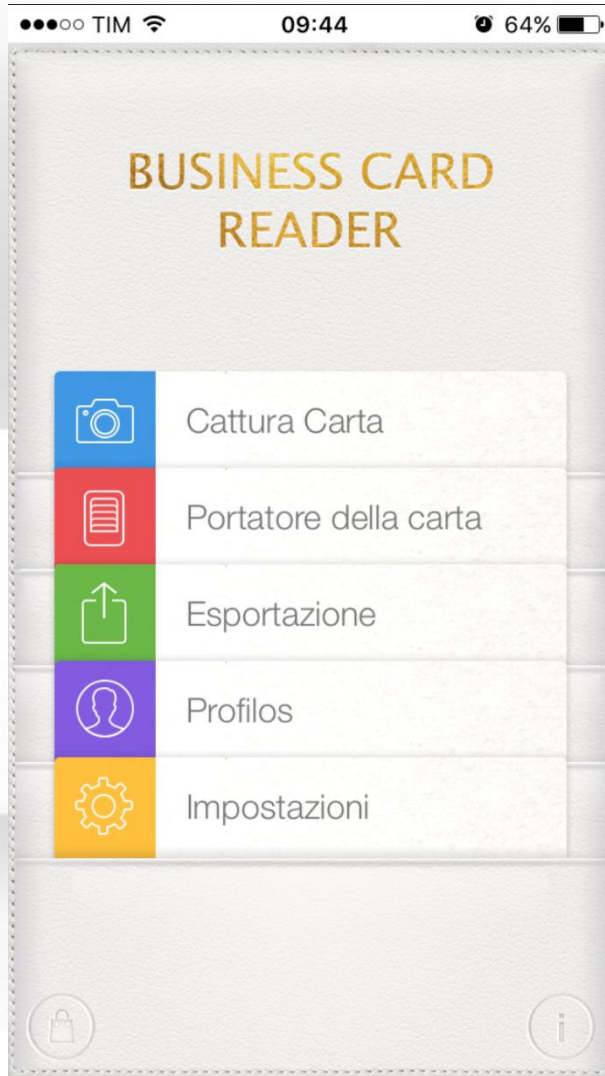 TIM 09:44 64%
BUSINESS CARD
READER
Cattura Carta
Portatore della carta
Esportazione
Profilos
Impostazioni
i